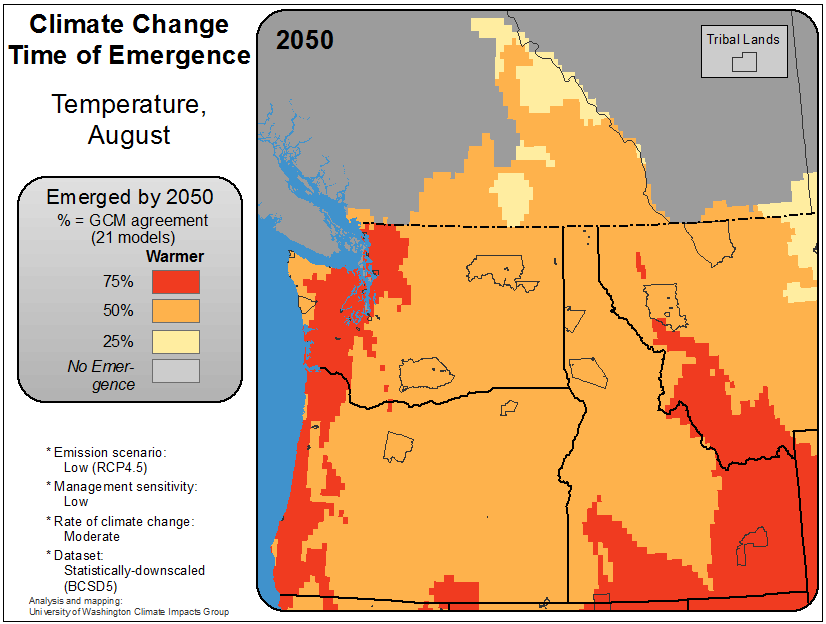 Climate Change
Time of Emergence
Temperature,
August
Emerged by 2050
% = GCM agreement
(21 models)
Warmer
75%
50%
25%
No Emer-
gence
* Emission scenario:
Low (RCP4.5)
* Management sensitivity:
Low
* Rate of climate change:
Moderate
* Dataset:
Statistically-downscaled
(BCSD5)
Analysis and mapping:
University of Washington Climate Impacts Group
2050
Tribal Lands